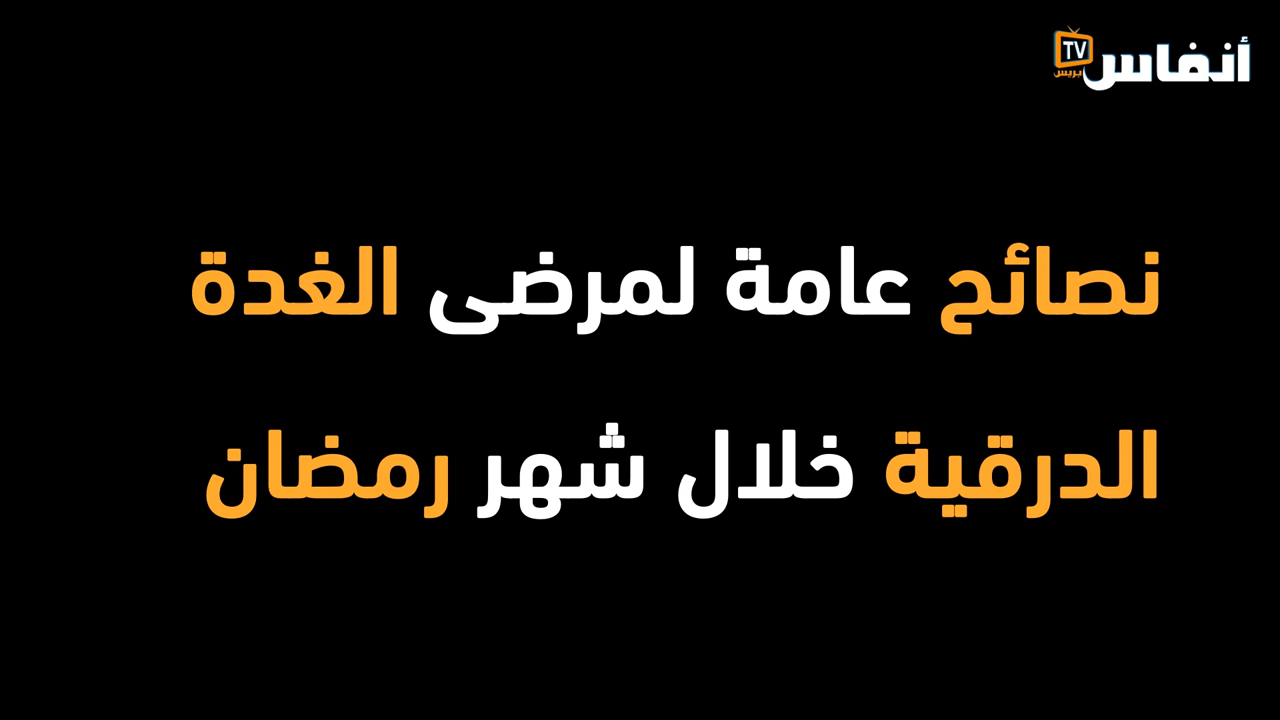 أنفاس
TV
بريس
نصائح عامة لمرضى الغدة
الدرقية خلال شهر رمضان